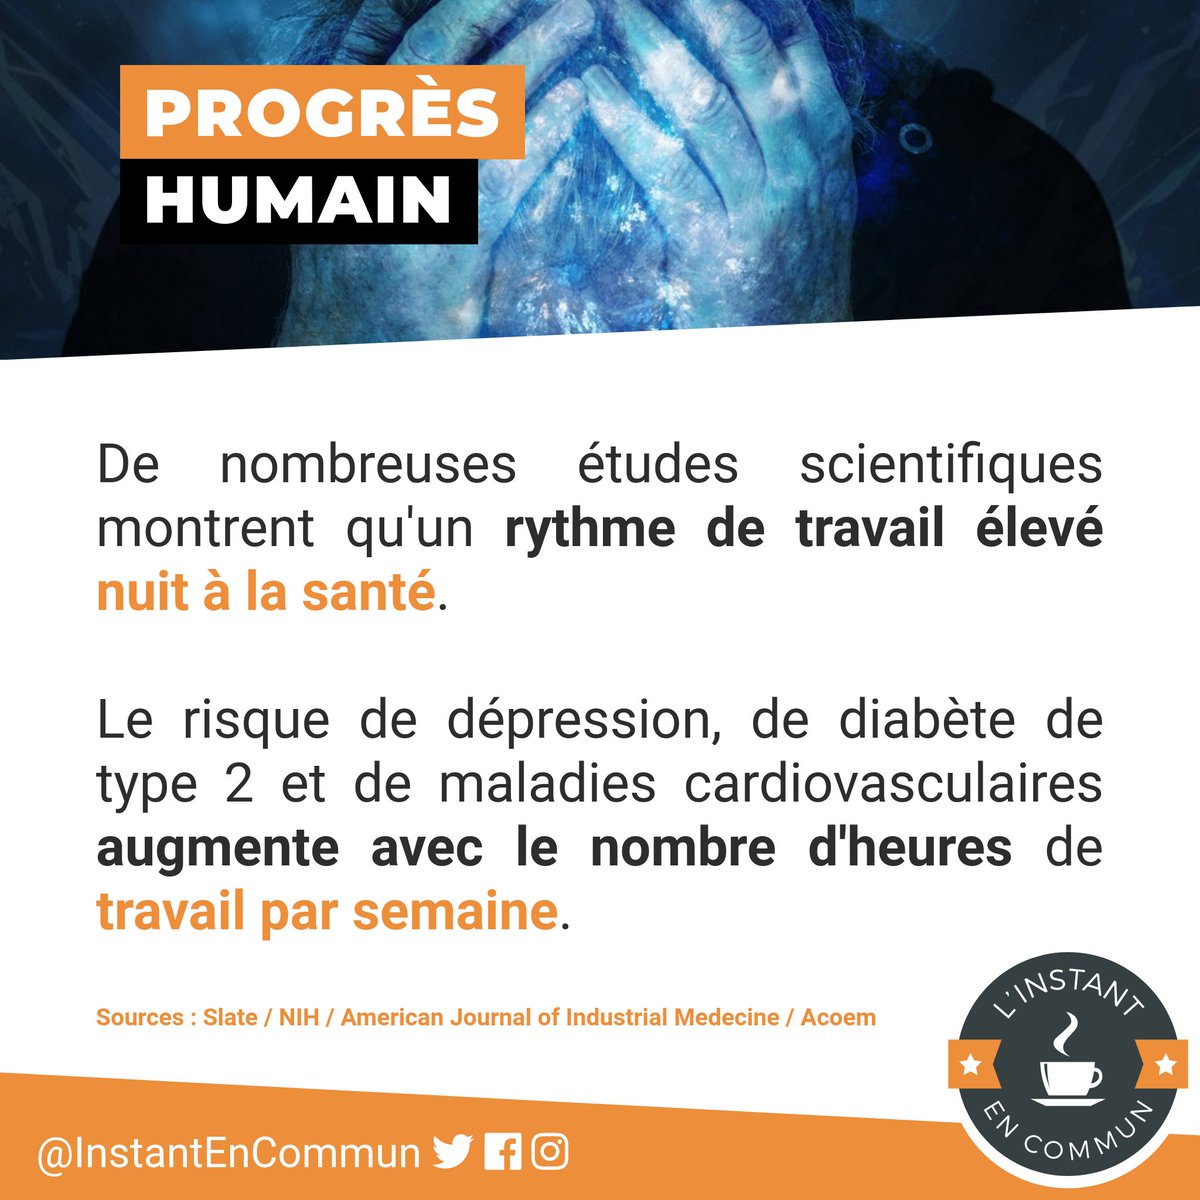 PROGRÈS
HUMAIN
De nombreuses études scientifiques
montrent qu'un rythme de travail élevé
nuit à la santé.
Le risque de dépression, de diabète de
type 2 et de maladies cardiovasculaires
augmente avec le nombre d'heures de
travail par semaine.
Sources : Slate / NIH / American Journal of Industrial Medecine / Acoem
L'INSTANT
EN COMMUN
@InstantEnCommun